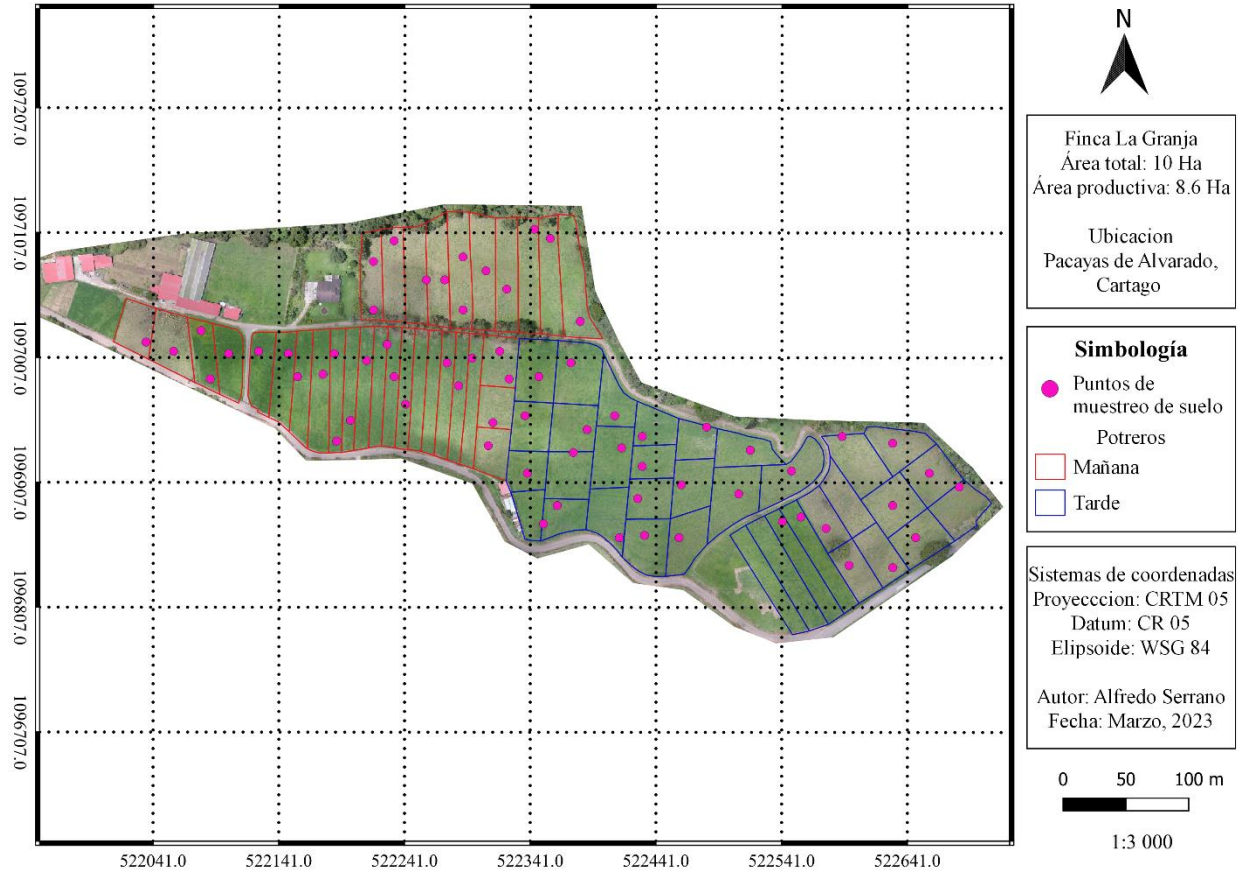 N
Finca La Granja
Área total: 10 Ha
Área productiva: 8.6 Ha
Ubicacion
Pacayas de Alvarado,
Cartago
Simbología
Puntos de
muestreo de suelo
Potreros
Mañana
Tarde
Sistemas de coordenadas
Proyecccion: CRTM 05
Datum: CR 05
Elipsoide: WSG 84
Autor: Alfredo Serrano
Fecha: Marzo, 2023
0 50 100 m
1:3 000
1097207.0
1097107.0
1097007.0
1096907.0
1096807.0
1096707.0
522041.0 522141.0 522241.0 522341.0 522441.0 522541.0 522641.0